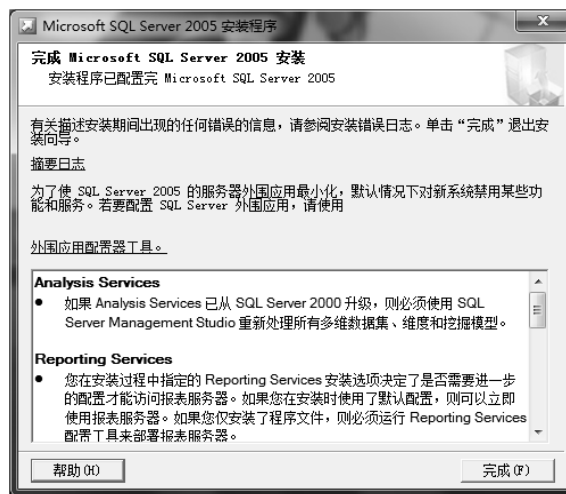 Microsoft SQL Server 2005 安装程序
完成 Microsoft SQL Server 2005 安装
安装程序已配置完 Microsoft SQL Server 2005
有关描述安装期间出现的任何错误的信息，请参阅安装错误日志。单击“完成”退出安
装向导。
摘要日志
为了使 SQL Server 2005 的服务器外围应用最小化，默认情况下对新系统禁用某些功
能和服务。若要配置 SQL Server 外围应用，请使用
外围应用配置器工具。
Analysis Services
● 如果 Analysis Services 已从 SQL Server 2000 升级，则必须使用 SQL
Server Management Studio 重新处理所有多维数据集、维度和挖掘模型。
Reporting Services
● 您在安装过程中指定的 Reporting Services 安装选项决定了是否需要进一步
的配置才能访问报表服务器。如果您在安装时使用了默认配置，则可以立即
使用报表服务器。如果您仅安装了程序文件，则必须运行 Reporting Services
配置工具来部署报表服务器。
帮助(H)
完成(F)